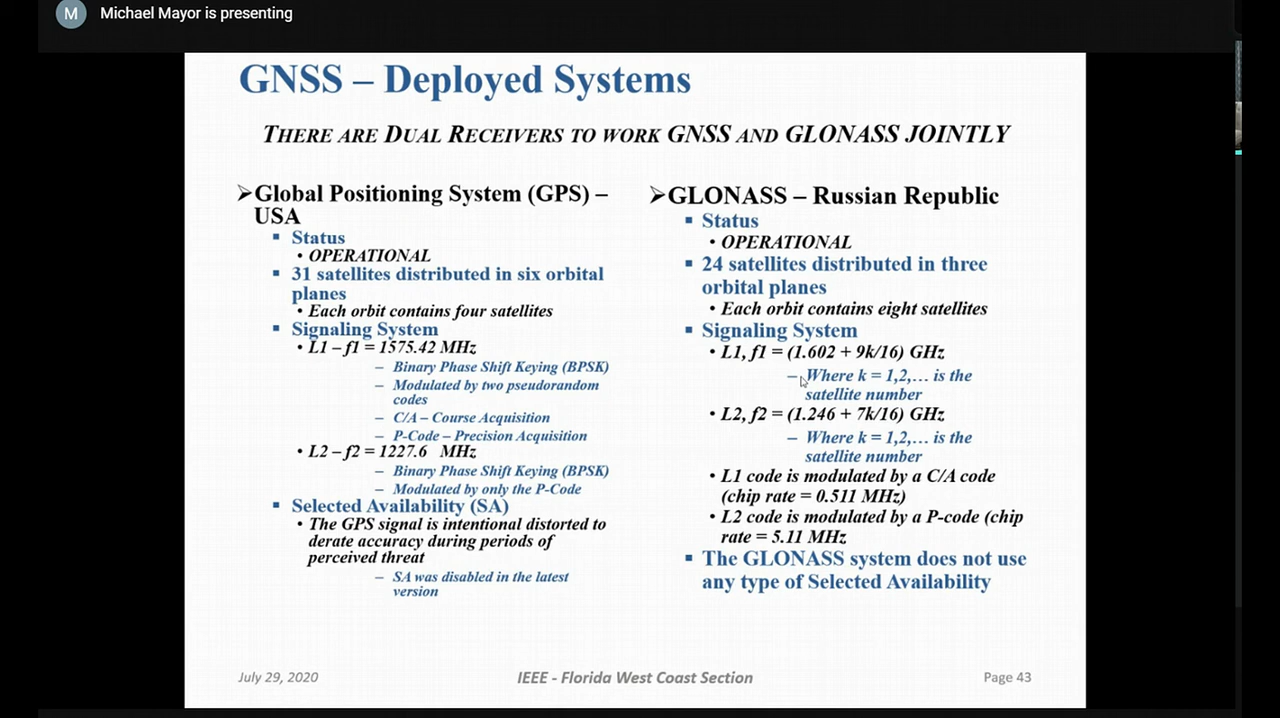 M Michael Mayor is presenting
GNSS – Deployed Systems
THERE ARE DUAL RECEIVERS TO WORK GNSS AND GLONASS JOINTLY
➢Global Positioning System (GPS) –
USA
▪ Status
• OPERATIONAL
▪ 31 satellites distributed in six orbital
planes
• Each orbit contains four satellites
▪ Signaling System
• L1 – f1 = 1575.42 MHz
– Binary Phase Shift Keying (BPSK)
– Modulated by two pseudorandom
codes
– C/A – Course Acquisition
– P-Code – Precision Acquisition
• L2 – f2 = 1227.6 MHz
– Binary Phase Shift Keying (BPSK)
– Modulated by only the P-Code
▪ Selected Availability (SA)
• The GPS signal is intentional distorted to
derate accuracy during periods of
perceived threat
– SA was disabled in the latest
version
➢GLONASS – Russian Republic
▪ Status
• OPERATIONAL
▪ 24 satellites distributed in three
orbital planes
• Each orbit contains eight satellites
▪ Signaling System
• L1, f1 = (1.602 + 9k/16) GHz
– Where k = 1,2,… is the
satellite number
• L2, f2 = (1.246 + 7k/16) GHz
– Where k = 1,2,… is the
satellite number
• L1 code is modulated by a C/A code
(chip rate = 0.511 MHz)
• L2 code is modulated by a P-code (chip
rate = 5.11 MHz
▪ The GLONASS system does not use
any type of Selected Availability
July 29, 2020
IEEE - Florida West Coast Section
Page 43